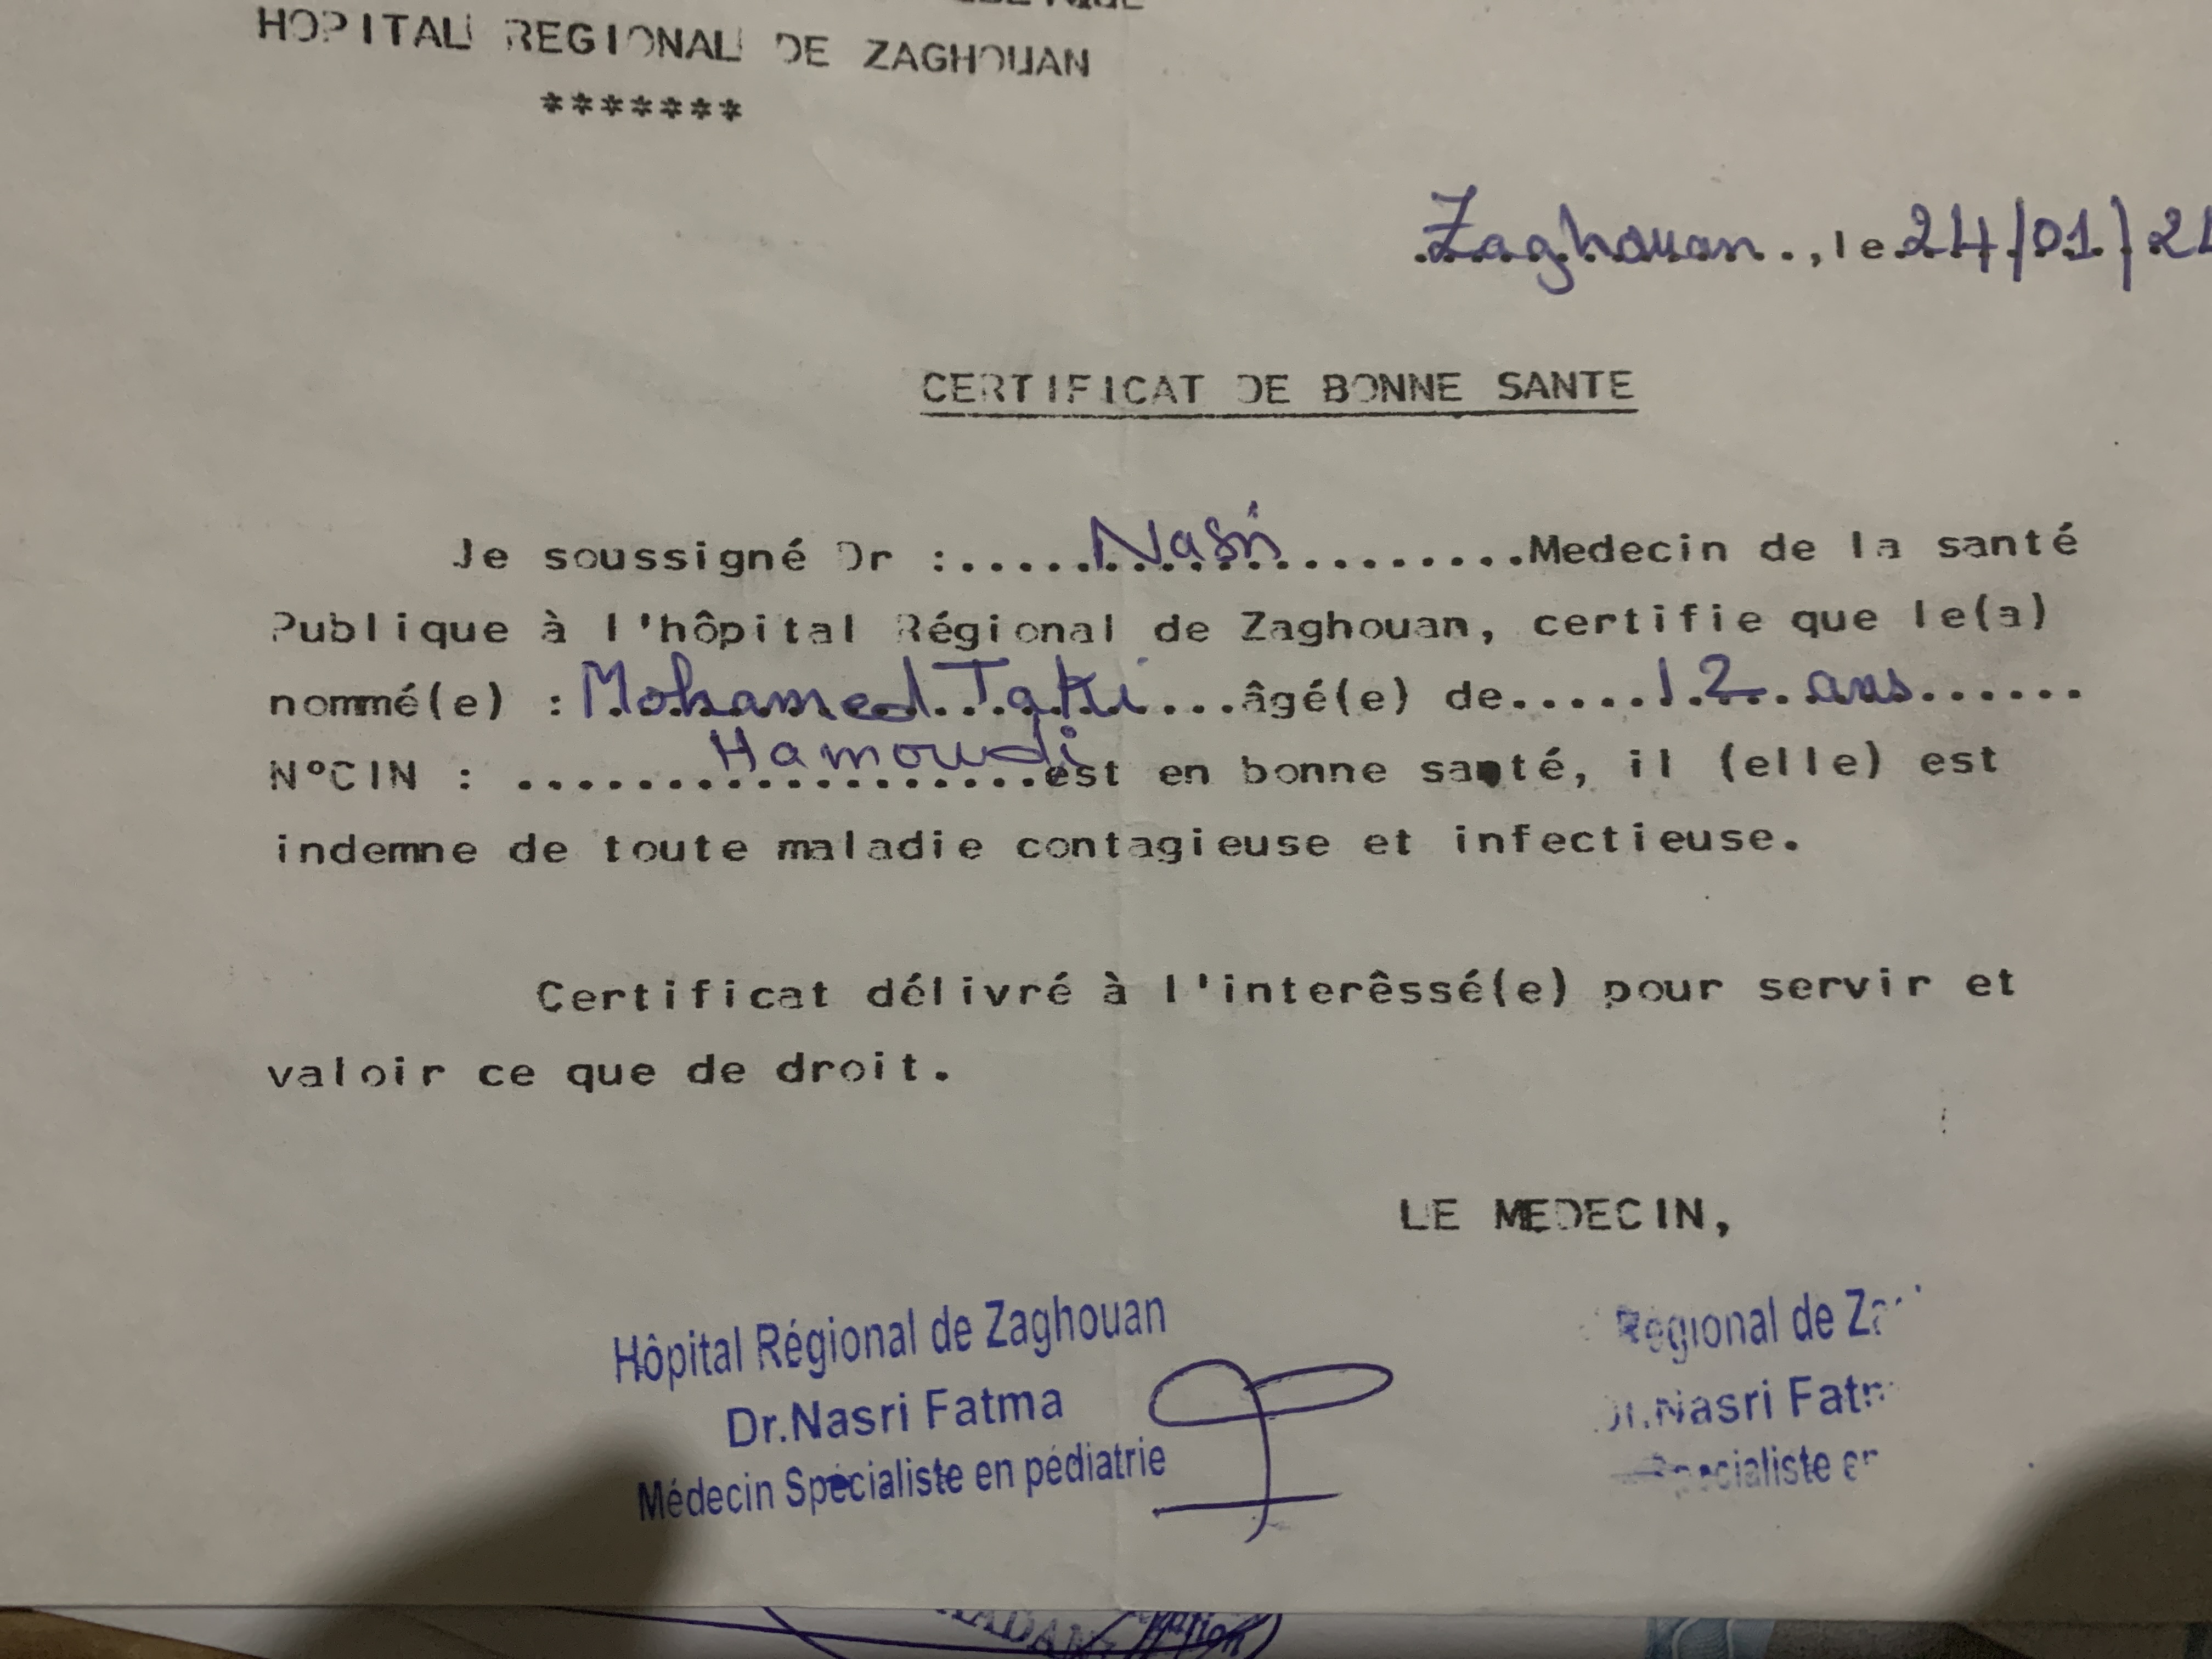 HOPITAL REGIONAL DE ZAGHOUAN
*******
Zaghouan.., le 24/01/2
CERTIFICAT DE BONNE SANTE
Je soussigné Dr :.....Nasri..........Medecin de la santé
Publique à l'hôpital Régional de Zaghouan, certifie que le(a)
nommé(e) : Mohamed Taki...âgé(e) de.....12 ans......
Hamoudi
N°CIN : ..................est en bonne santé, il (elle) est
indemne de toute maladie contagieuse et infectieuse.
Certificat délivré à l'interêssé(e) pour servir et
valoir ce que de droit.
LE MEDECIN,
Hôpital Régional de Zaghouan
Dr.Nasri Fatma
Médecin Spécialiste en pédiatrie
Régional de Za
Dr.Nasri Fat
Specialiste en